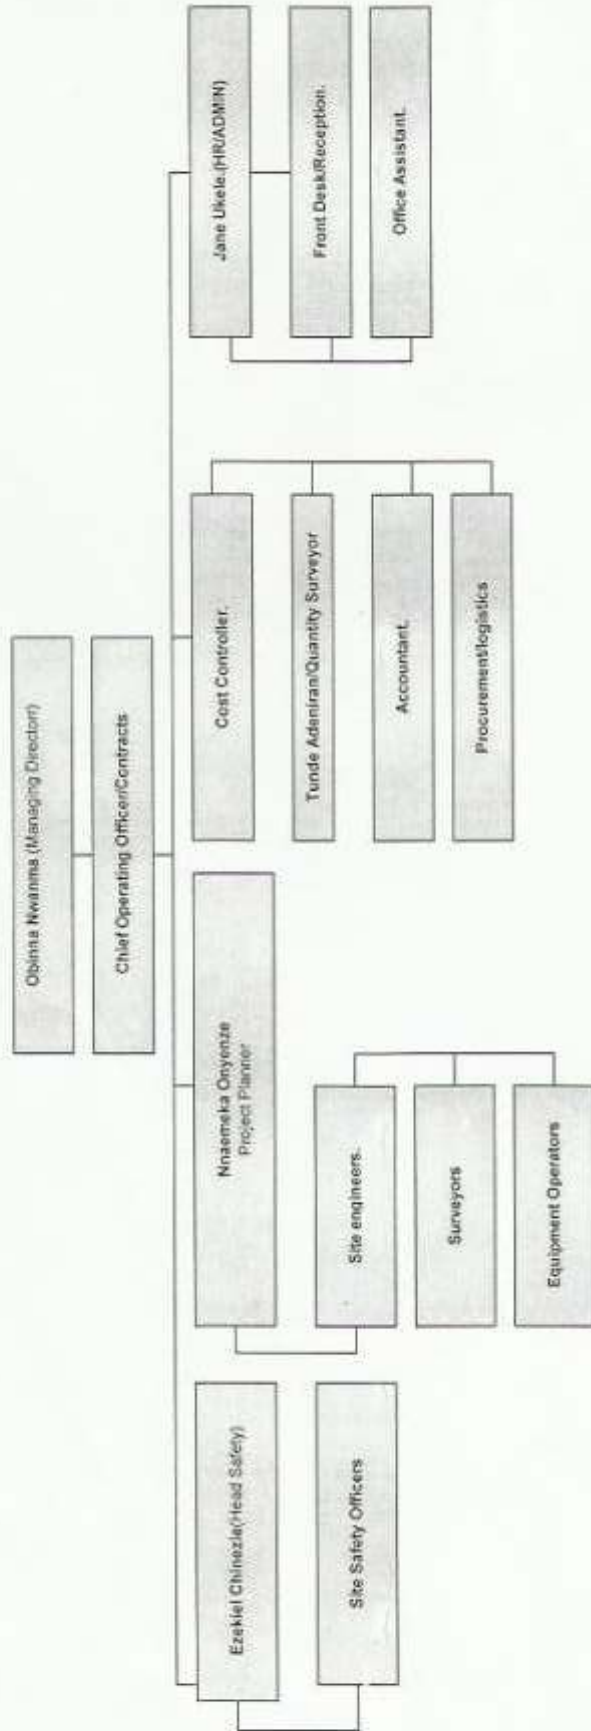 Obinna Nwanma (Managing Director)
Chief Operating Officer/Contracts
Ezekiel Chinezie(Head Safety)
Site Safety Officers
Nnaemeka Onyenze
Project Planner
Site engineers.
Surveyors
Equipment Operators
Cost Controller.
Tunde Adeniran/Quantity Surveyor
Accountant.
Procurement/logistics
Jane Ukele.(HR/ADMIN)
Front Desk/Reception.
Office Assistant.